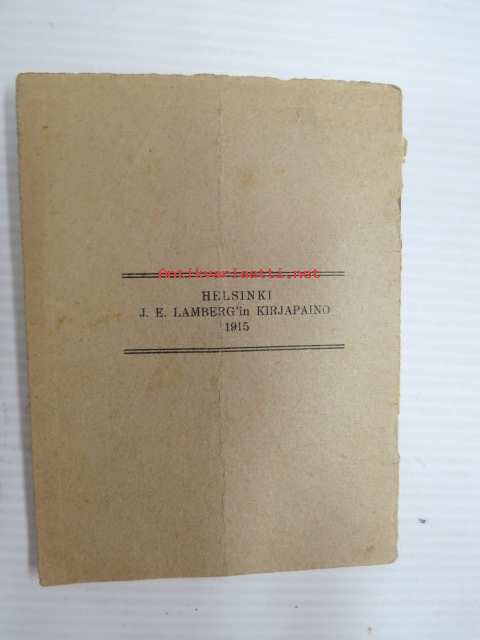 Antikvariaatti.net
HELSINKI
J. E. LAMBERG'in KIRJAPAINO
1915